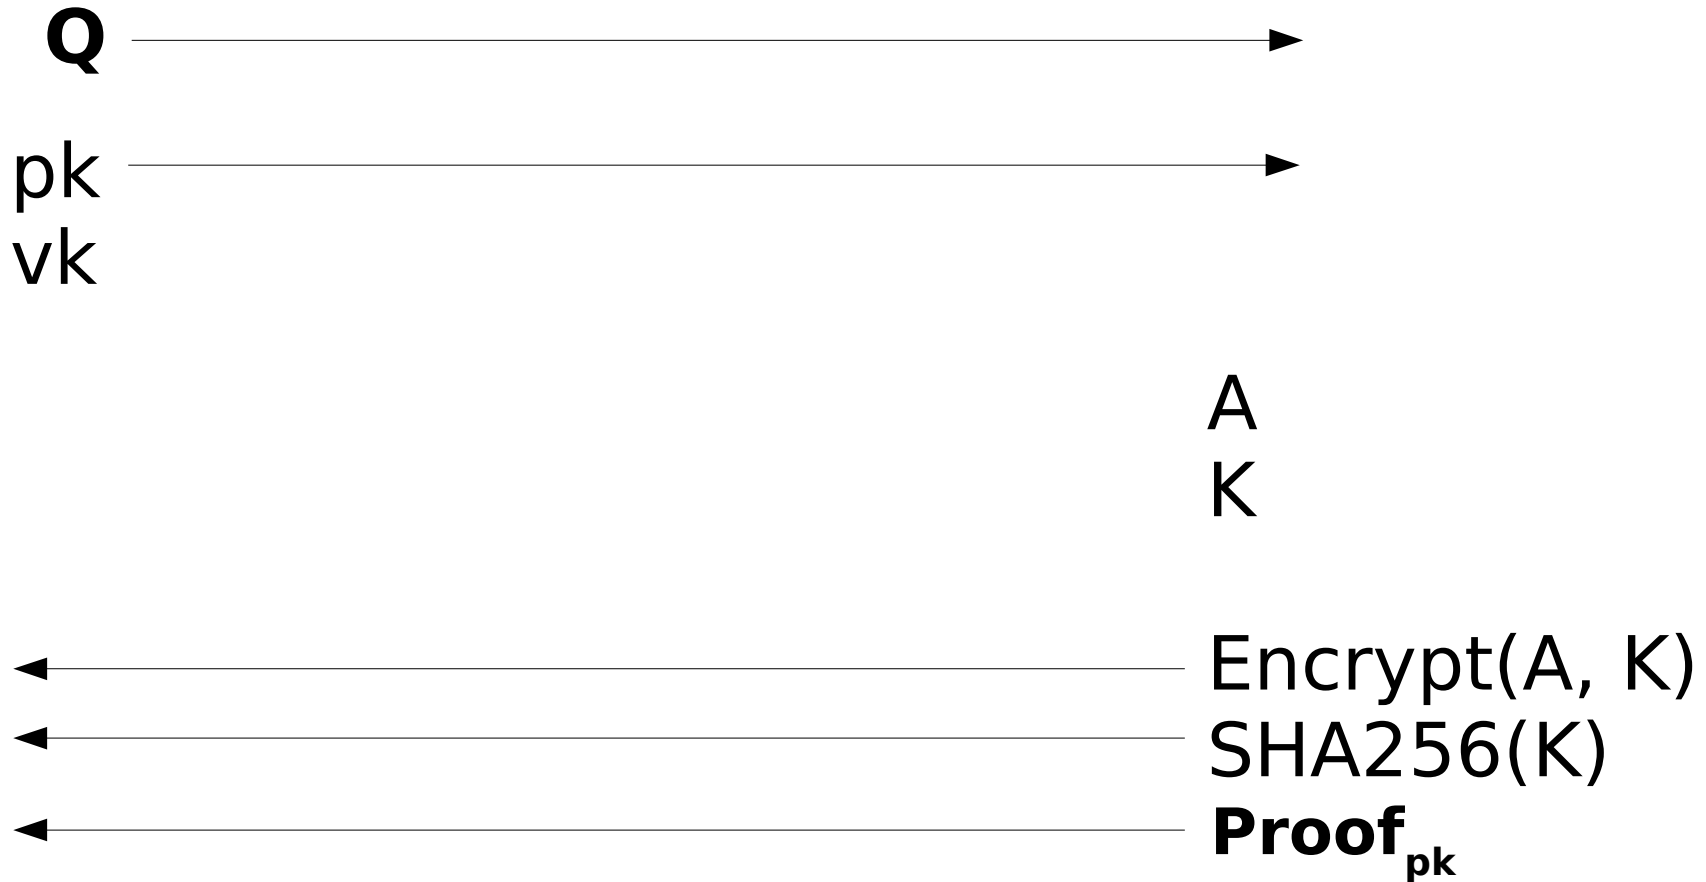 Q
pk
vk
A
K
Encrypt(A, K)
SHA256(K)
Proofpk